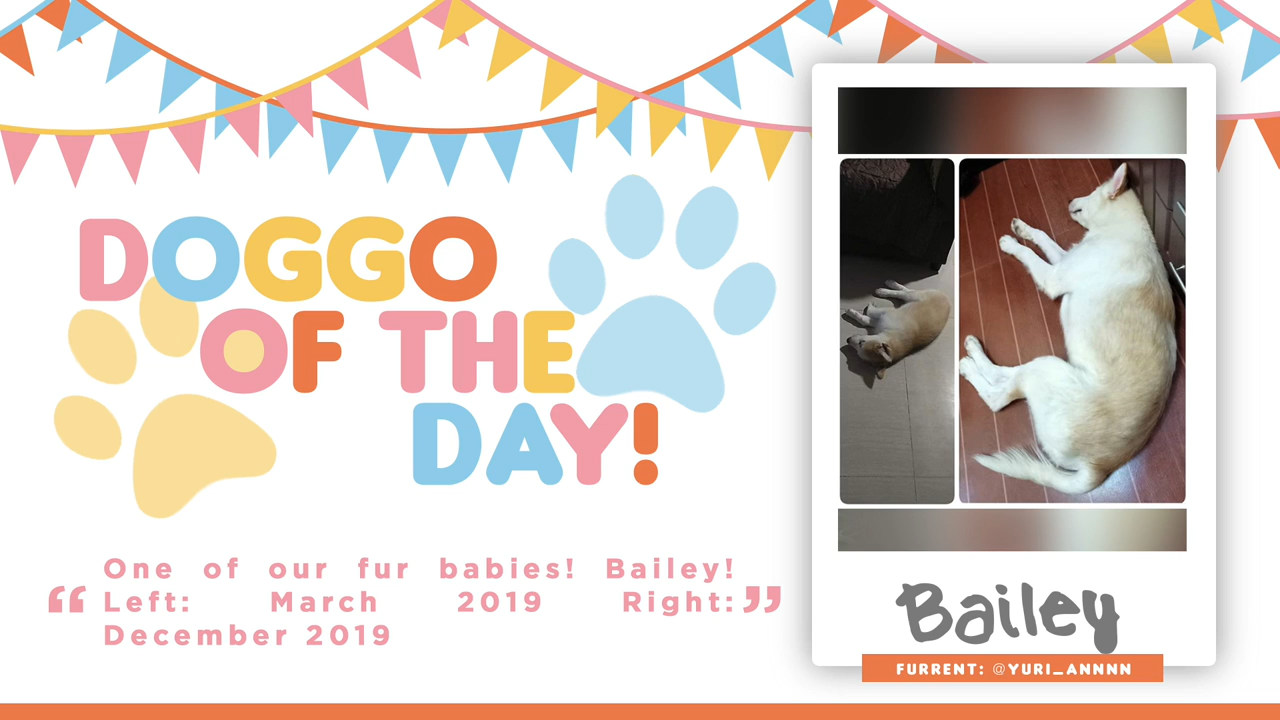 DOGGO
OF THE
DAY!
“ One of our fur babies! Bailey!
Left: March 2019 Right: ”
December 2019
Bailey
FURRENT: @YURI_ANNNN